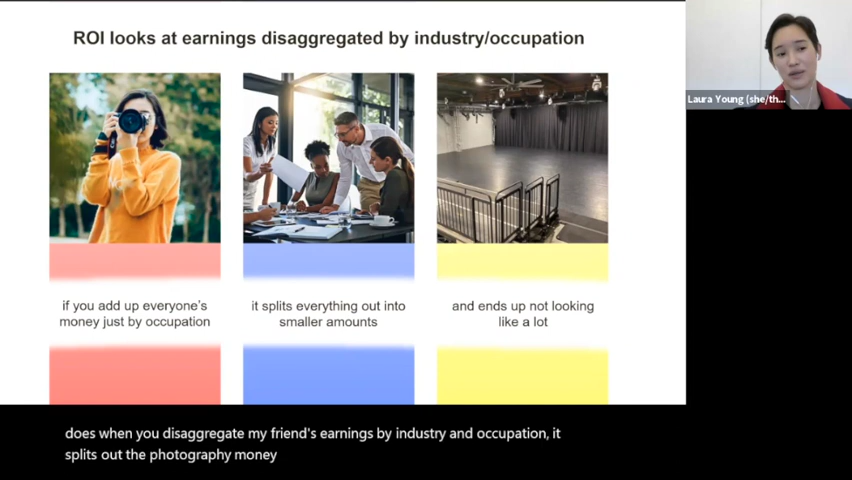 ROI looks at earnings disaggregated by industry/occupation
Laura Young (she/th...
if you add up everyone's
money just by occupation
it splits everything out into
smaller amounts
and ends up not looking
like a lot
does when you disaggregate my friend's earnings by industry and occupation, it
splits out the photography money